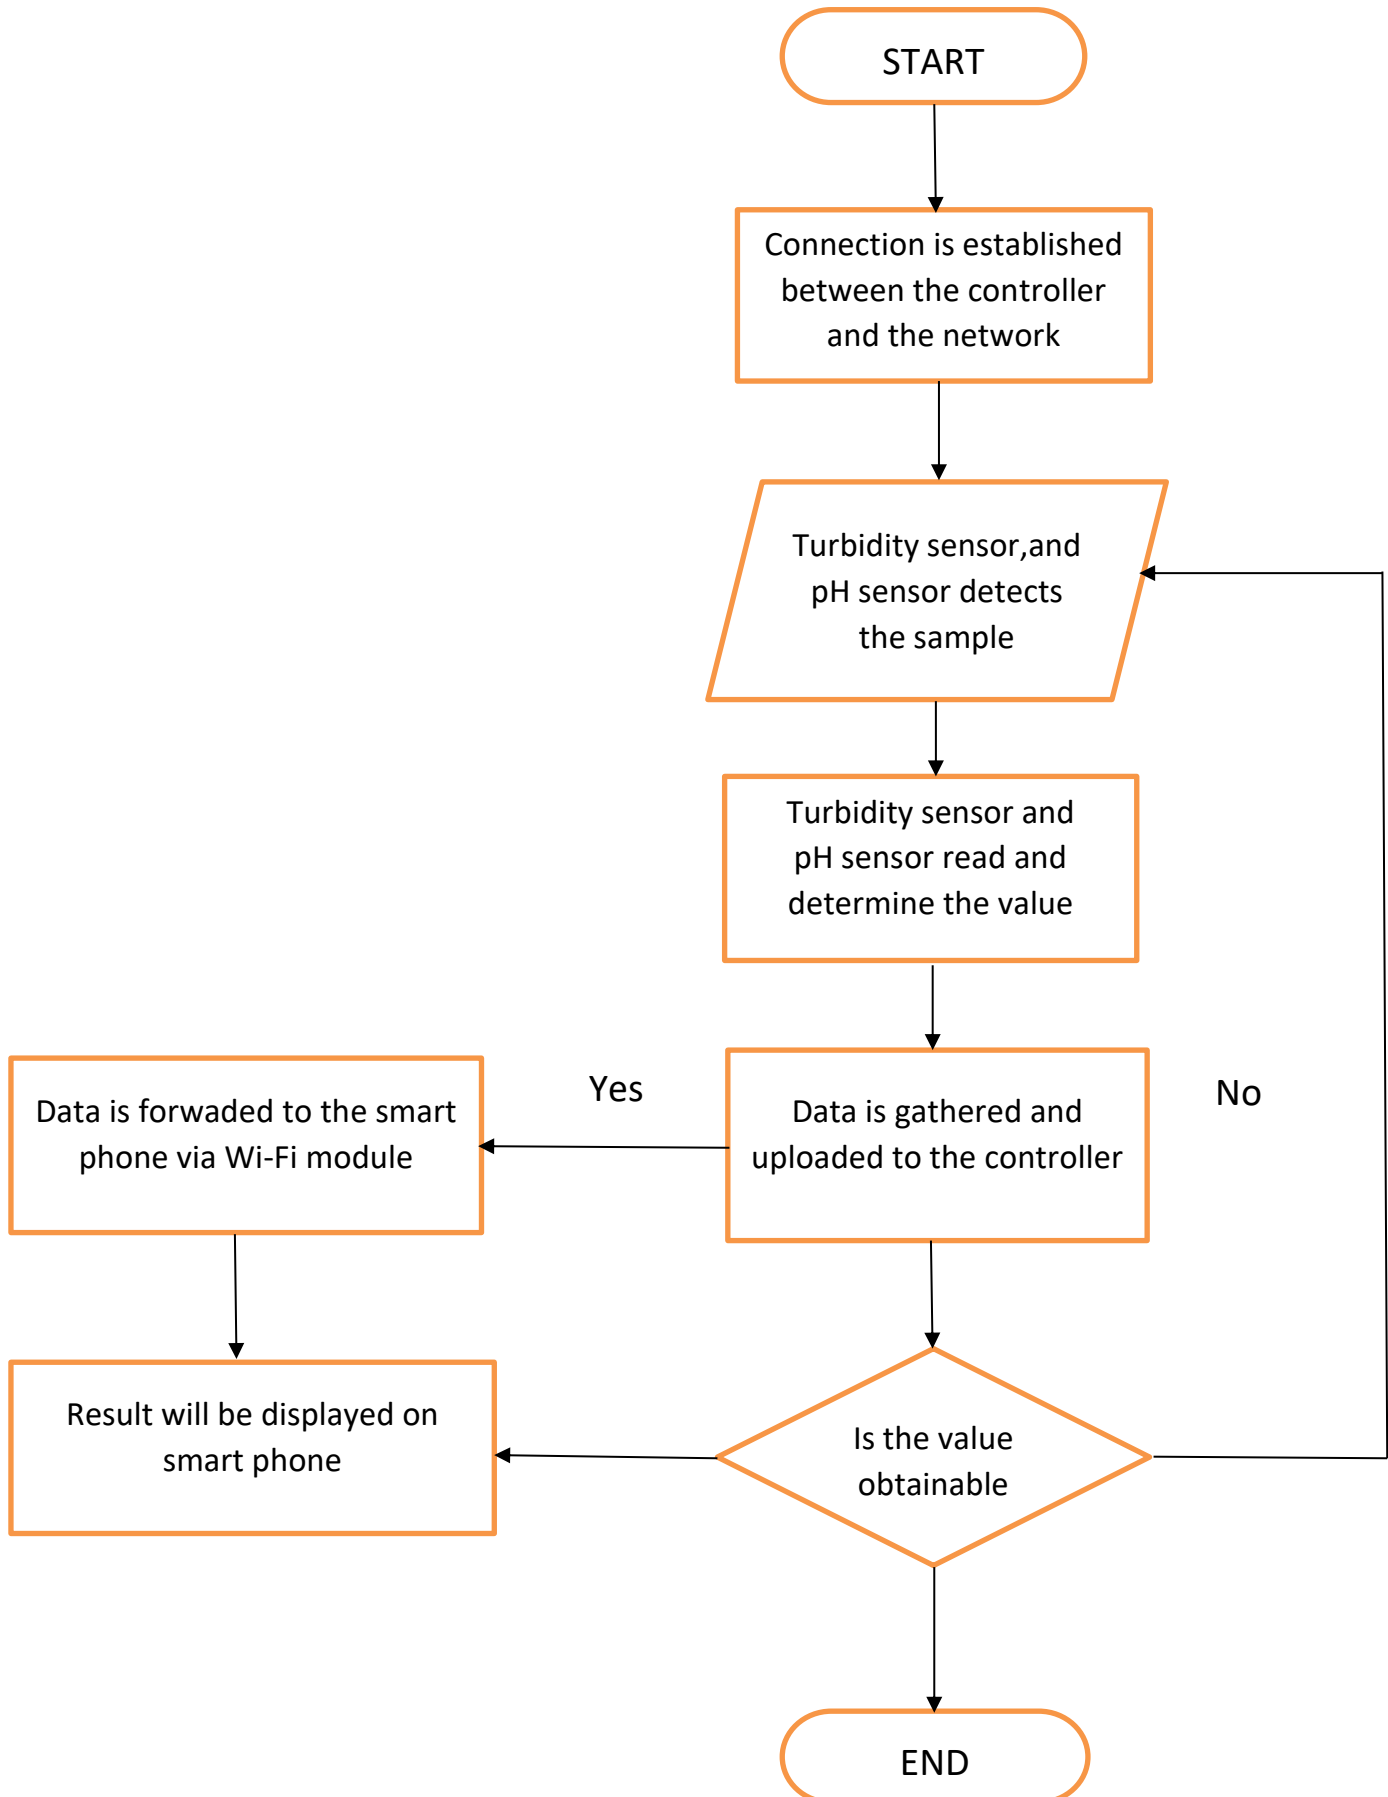 START
Connection is established
between the controller
and the network
Turbidity sensor,and
pH sensor detects
the sample
Turbidity sensor and
pH sensor read and
determine the value
Yes
No
Data is forwaded to the smart
phone via Wi-Fi module
Data is gathered and
uploaded to the controller
Result will be displayed on
smart phone
Is the value
obtainable
END